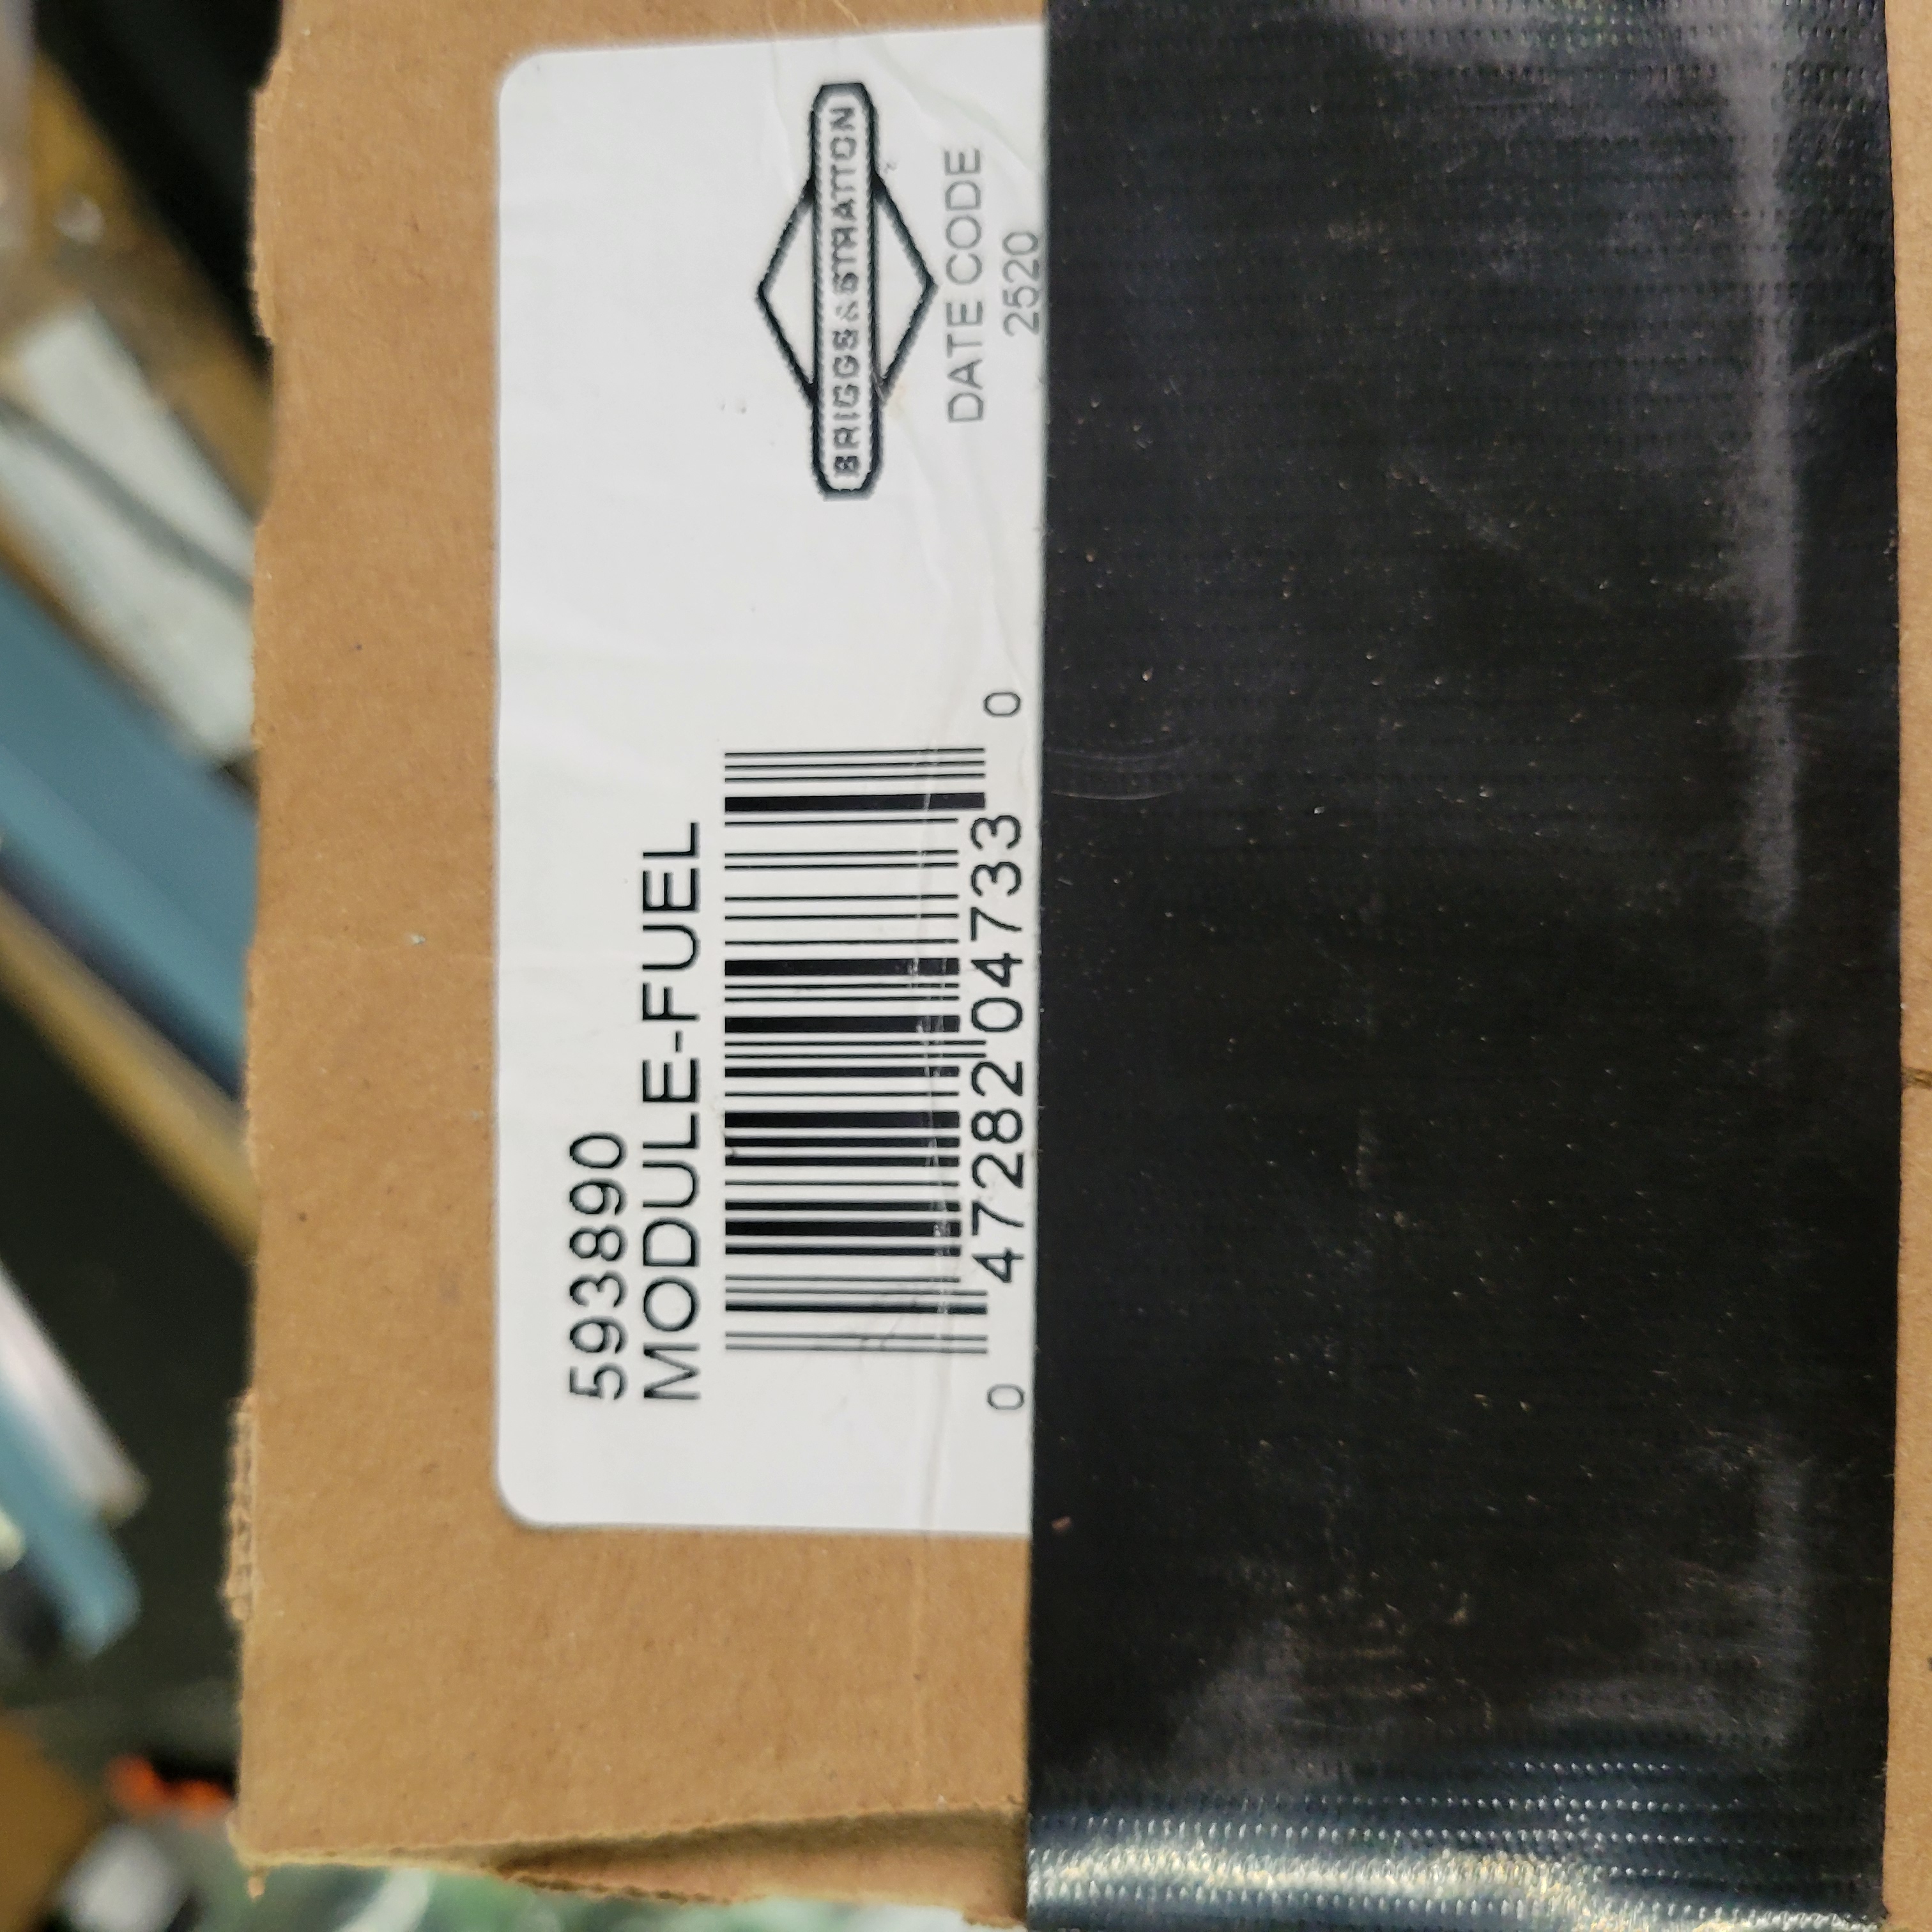 593890
MODULE-FUEL
0 47282 04733 0
BRIGGS & STRATTON
DATE CODE
2520